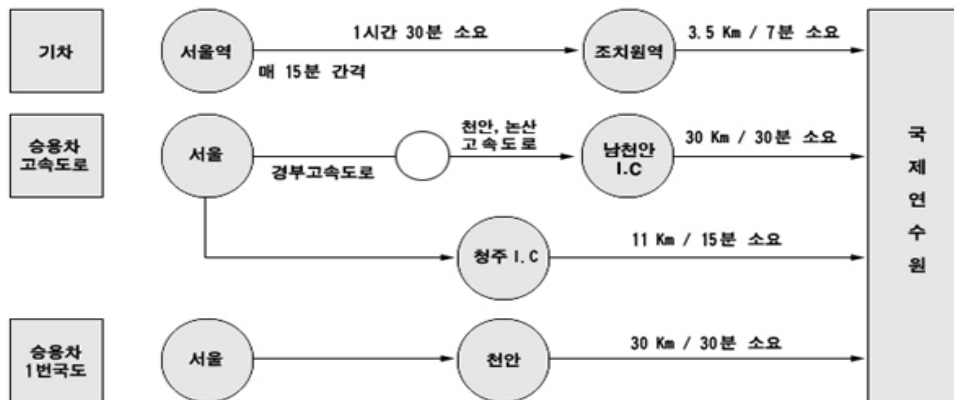 기차
서울역
1시간 30분 소요
매 15분 간격
조치원역
3.5 Km / 7분 소요
승용차
고속도로
서울
경부고속도로
천안, 논산
고속도로
남천안
I.C
30 Km / 30분 소요
청주 I.C
11 Km / 15분 소요
승용차
1번국도
서울
천안
30 Km / 30분 소요
국
제
연
수
원